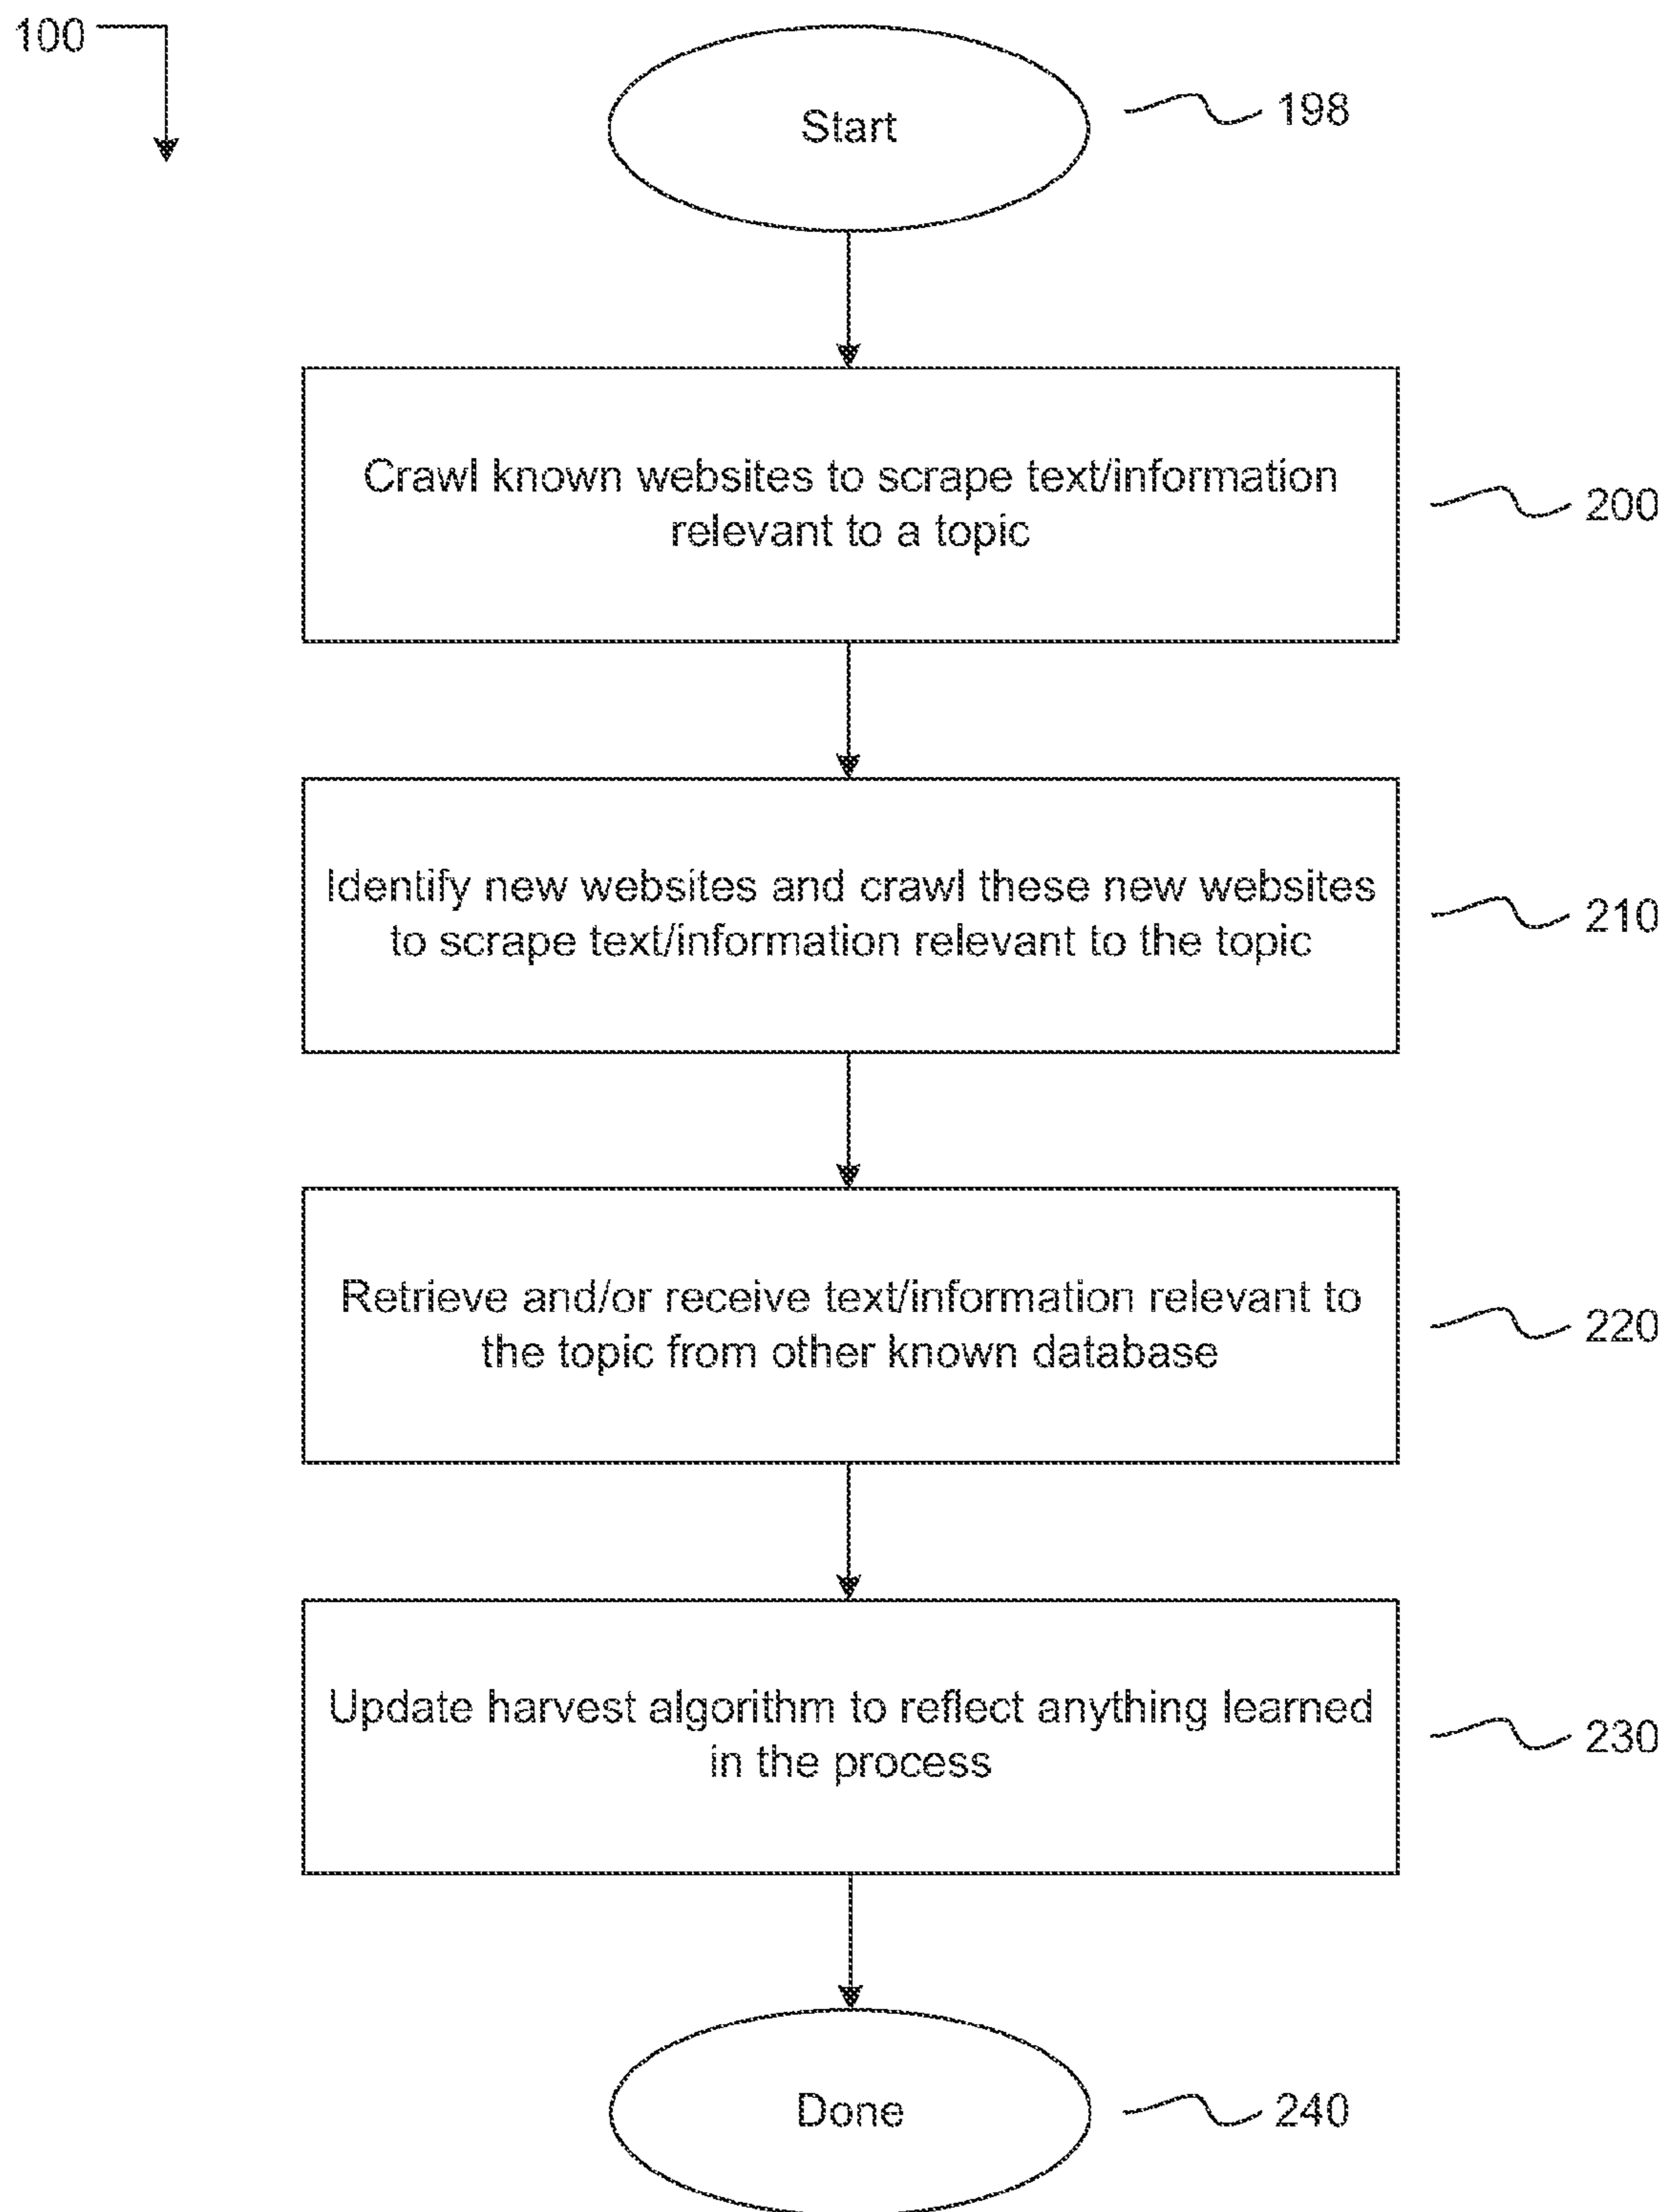 100
Start
198
Crawl known websites to scrape text/information
relevant to a topic
200
Identify new websites and crawl these new websites
to scrape text/information relevant to the topic
210
Retrieve and/or receive text/information relevant to
the topic from other known database
220
Update harvest algorithm to reflect anything learned
in the process
230
Done
240